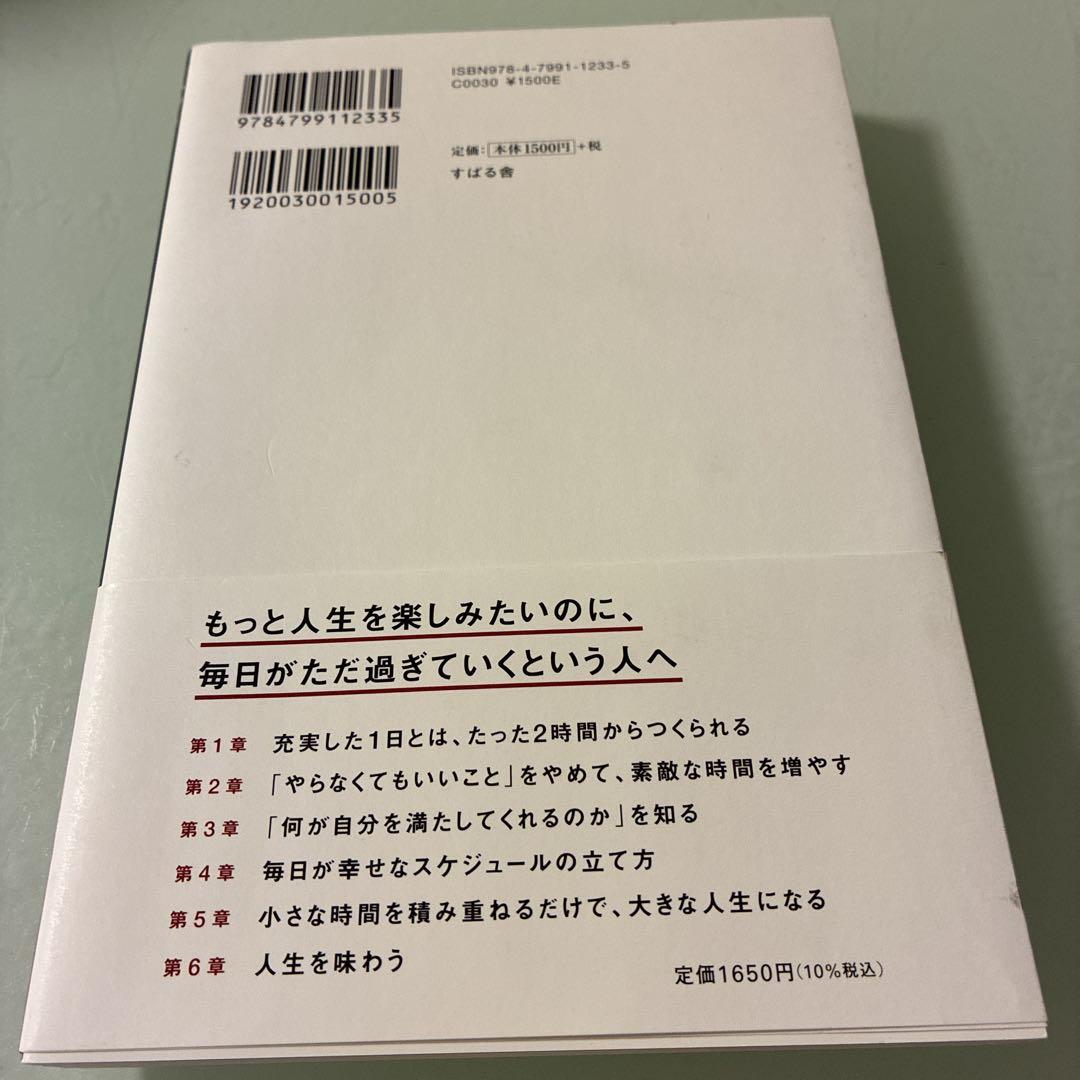 ISBN978-4-7991-1233-5
C0030 ¥1500E
9784799112335
定価：本体1500円+税
すばる舎
1920030015005
もっと人生を楽しみたいのに、
毎日がただ過ぎていくという人へ
第1章 充実した1日とは、たった2時間からつくられる
第2章 「やらなくてもいいこと」をやめて、素敵な時間を増やす
第3章 「何が自分を満たしてくれるのか」を知る
第4章 毎日が幸せなスケジュールの立て方
第5章 小さな時間を積み重ねるだけで、大きな人生になる
第6章 人生を味わう
定価1650円（10％税込）